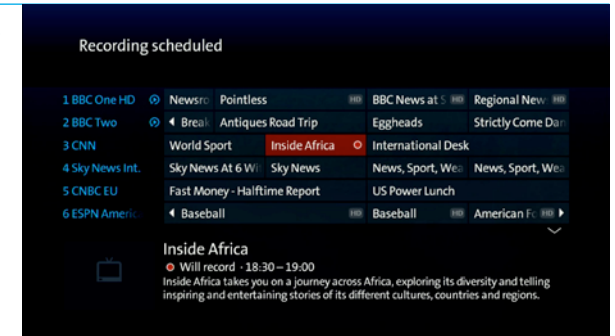 Recording scheduled
1 BBC One HD Newsro Pointless HD BBC News at S HD Regional New HD
2 BBC Two Break Antiques Road Trip Eggheads Strictly Come Dan
3 CNN World Sport Inside Africa International Desk
4 Sky News Int. Sky News At 6 Wi Sky News News, Sport, Wea News, Sport, Wea
5 CNBC EU Fast Money - Halftime Report US Power Lunch
6 ESPN Americ Baseball HD Baseball HD American Fo HD
Inside Africa
Will record · 18:30 – 19:00
Inside Africa takes you on a journey across Africa, exploring its diversity and telling
inspiring and entertaining stories of its different cultures, countries and regions.